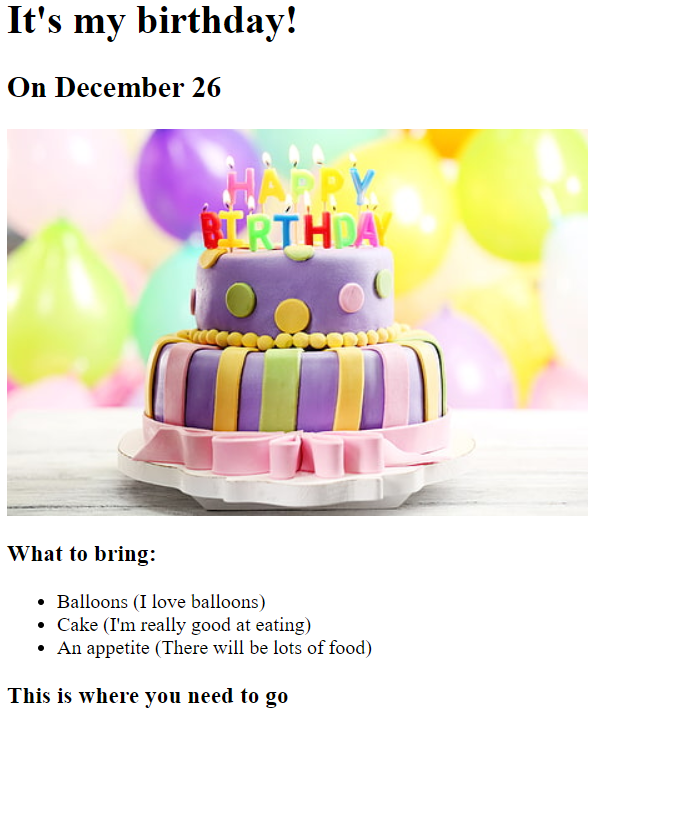 It's my birthday!
On December 26
HAPPY
BIRTHDAY
What to bring:
Balloons (I love balloons)
Cake (I'm really good at eating)
An appetite (There will be lots of food)
This is where you need to go